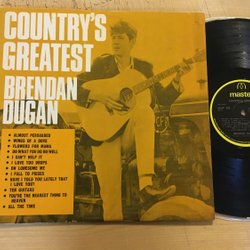 COUNTRY'S
GREATEST
BRENDAN
DUGAN
ALMOST PERSUADED
WINGS OF A DOVE
FLOWERS FOR MAMA
DO WHAT YOU DO DO WELL
I CAN'T HELP IT
I LOVE YOU DROPS
OH LONESOME ME
I FALL TO PIECES
HAVE I TOLD YOU LATELY THAT
I LOVE YOU?
TEN GUITARS
YOU'RE THE NEAREST THING TO
HEAVEN
ALL THE TIME
master